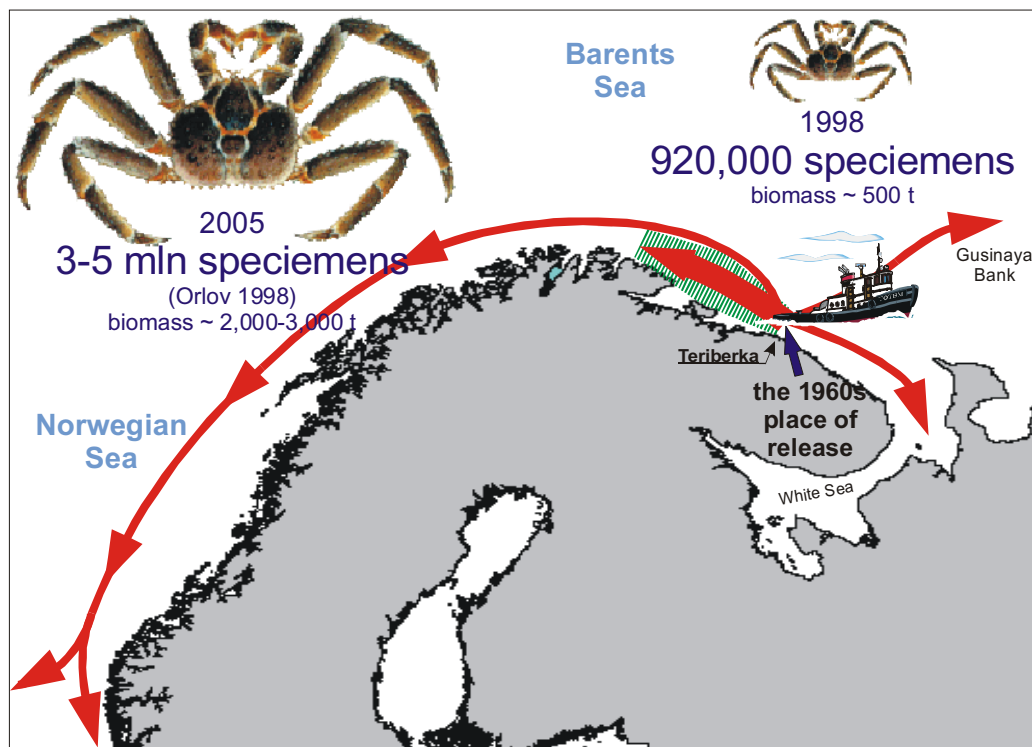 Barents
Sea
1998
920,000 speciemens
biomass ~ 500 t
2005
3-5 mln speciemens
(Orlov 1998)
biomass ~ 2,000-3,000 t
Gusinaya
Bank
Teriberka
the 1960s
place of
release
Norwegian
Sea
White Sea